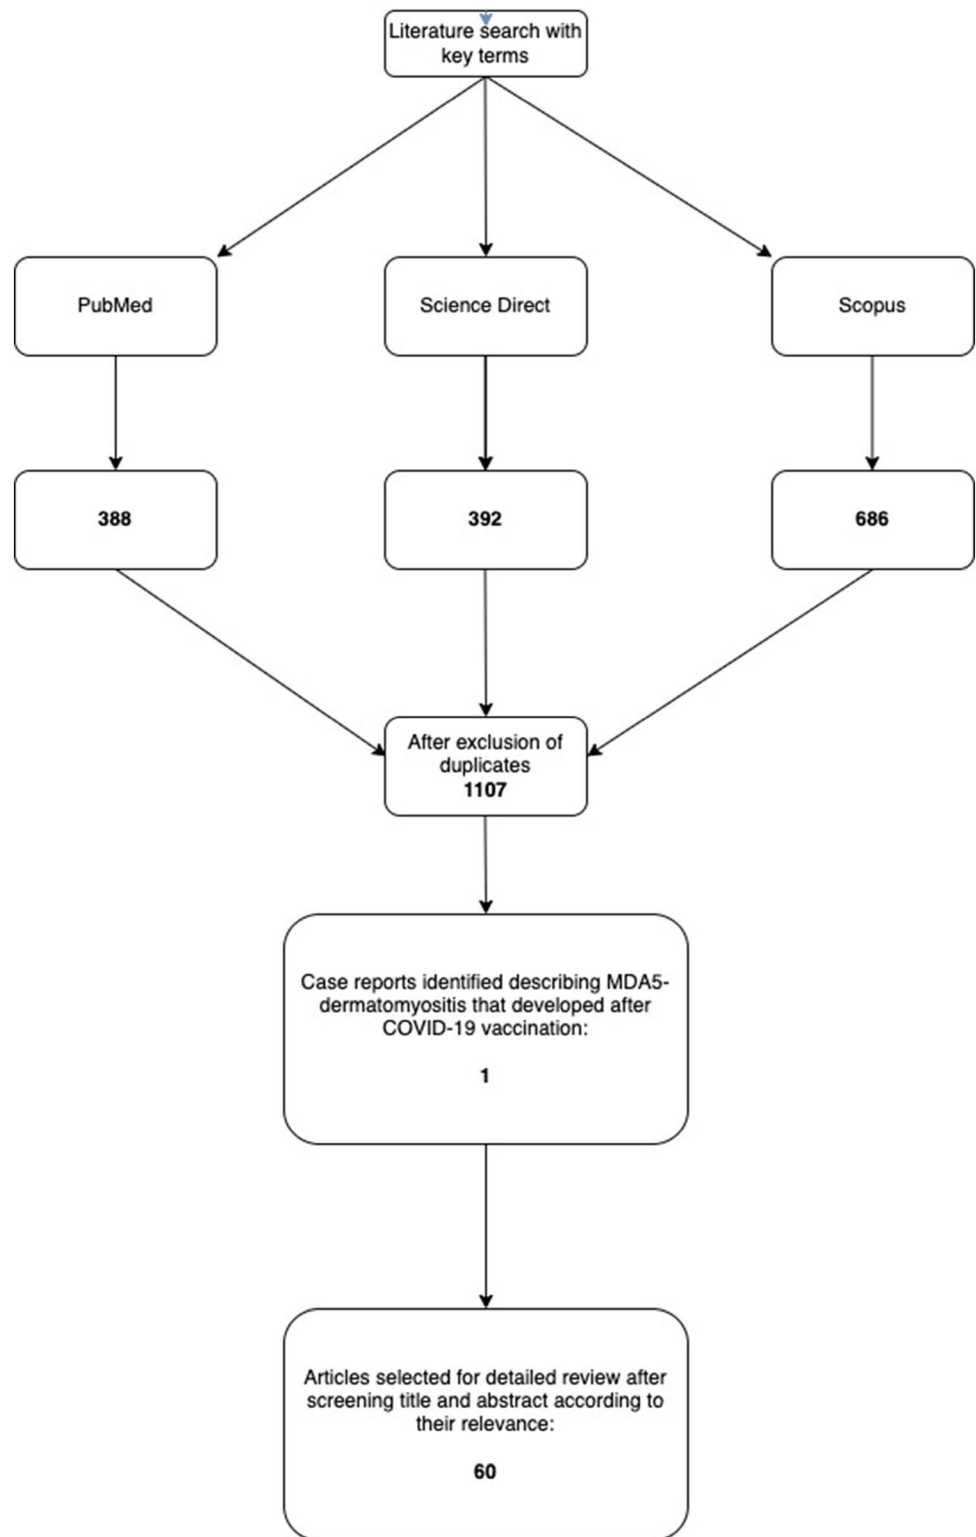 Literature search with
key terms
PubMed
Science Direct
Scopus
388
392
686
After exclusion of
duplicates
1107
Case reports identified describing MDA5-
dermatomyositis that developed after
COVID-19 vaccination:
1
Articles selected for detailed review after
screening title and abstract according to
their relevance:
60